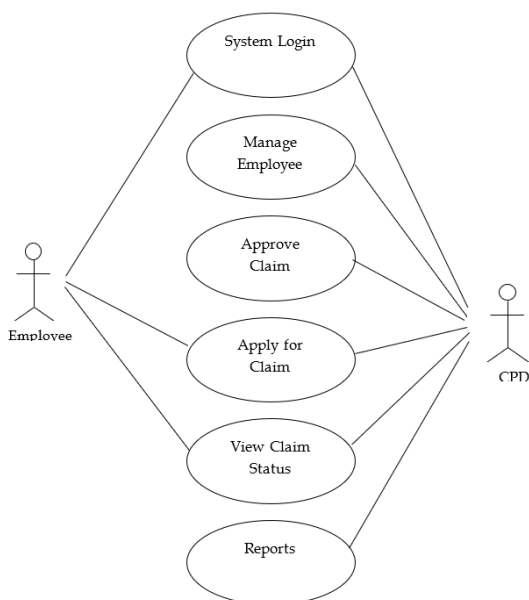 System Login
Manage
Employee
Approve
Claim
Employee
Apply for
Claim
CPD
View Claim
Status
Reports